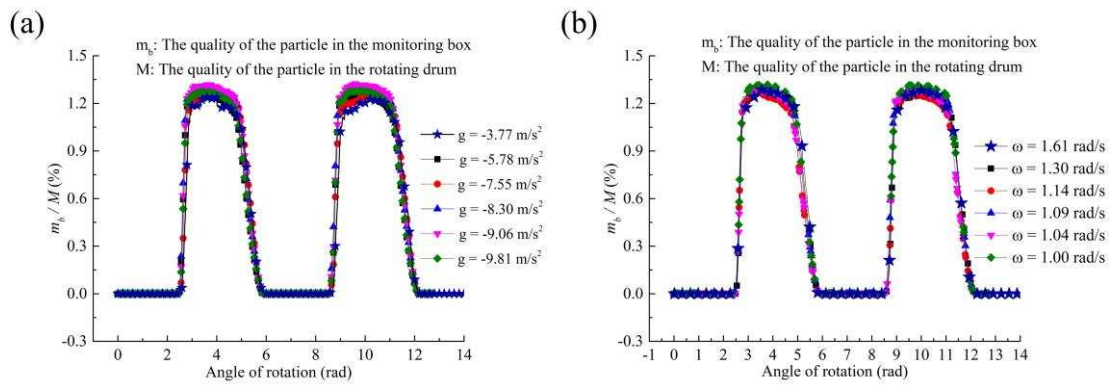 (a)
m_b: The quality of the particle in the monitoring box
M: The quality of the particle in the rotating drum
1.5
1.2
0.9
0.6
0.3
0.0
-0.3
m_b / M (%)
g = -3.77 m/s²
g = -5.78 m/s²
g = -7.55 m/s²
g = -8.30 m/s²
g = -9.06 m/s²
g = -9.81 m/s²
0 2 4 6 8 10 12 14
Angle of rotation (rad)
(b)
m_b: The quality of the particle in the monitoring box
M: The quality of the particle in the rotating drum
1.5
1.2
0.9
0.6
0.3
0.0
-0.3
m_b / M (%)
ω = 1.61 rad/s
ω = 1.30 rad/s
ω = 1.14 rad/s
ω = 1.09 rad/s
ω = 1.04 rad/s
ω = 1.00 rad/s
-1 0 1 2 3 4 5 6 7 8 9 10 11 12 13 14
Angle of rotation (rad)